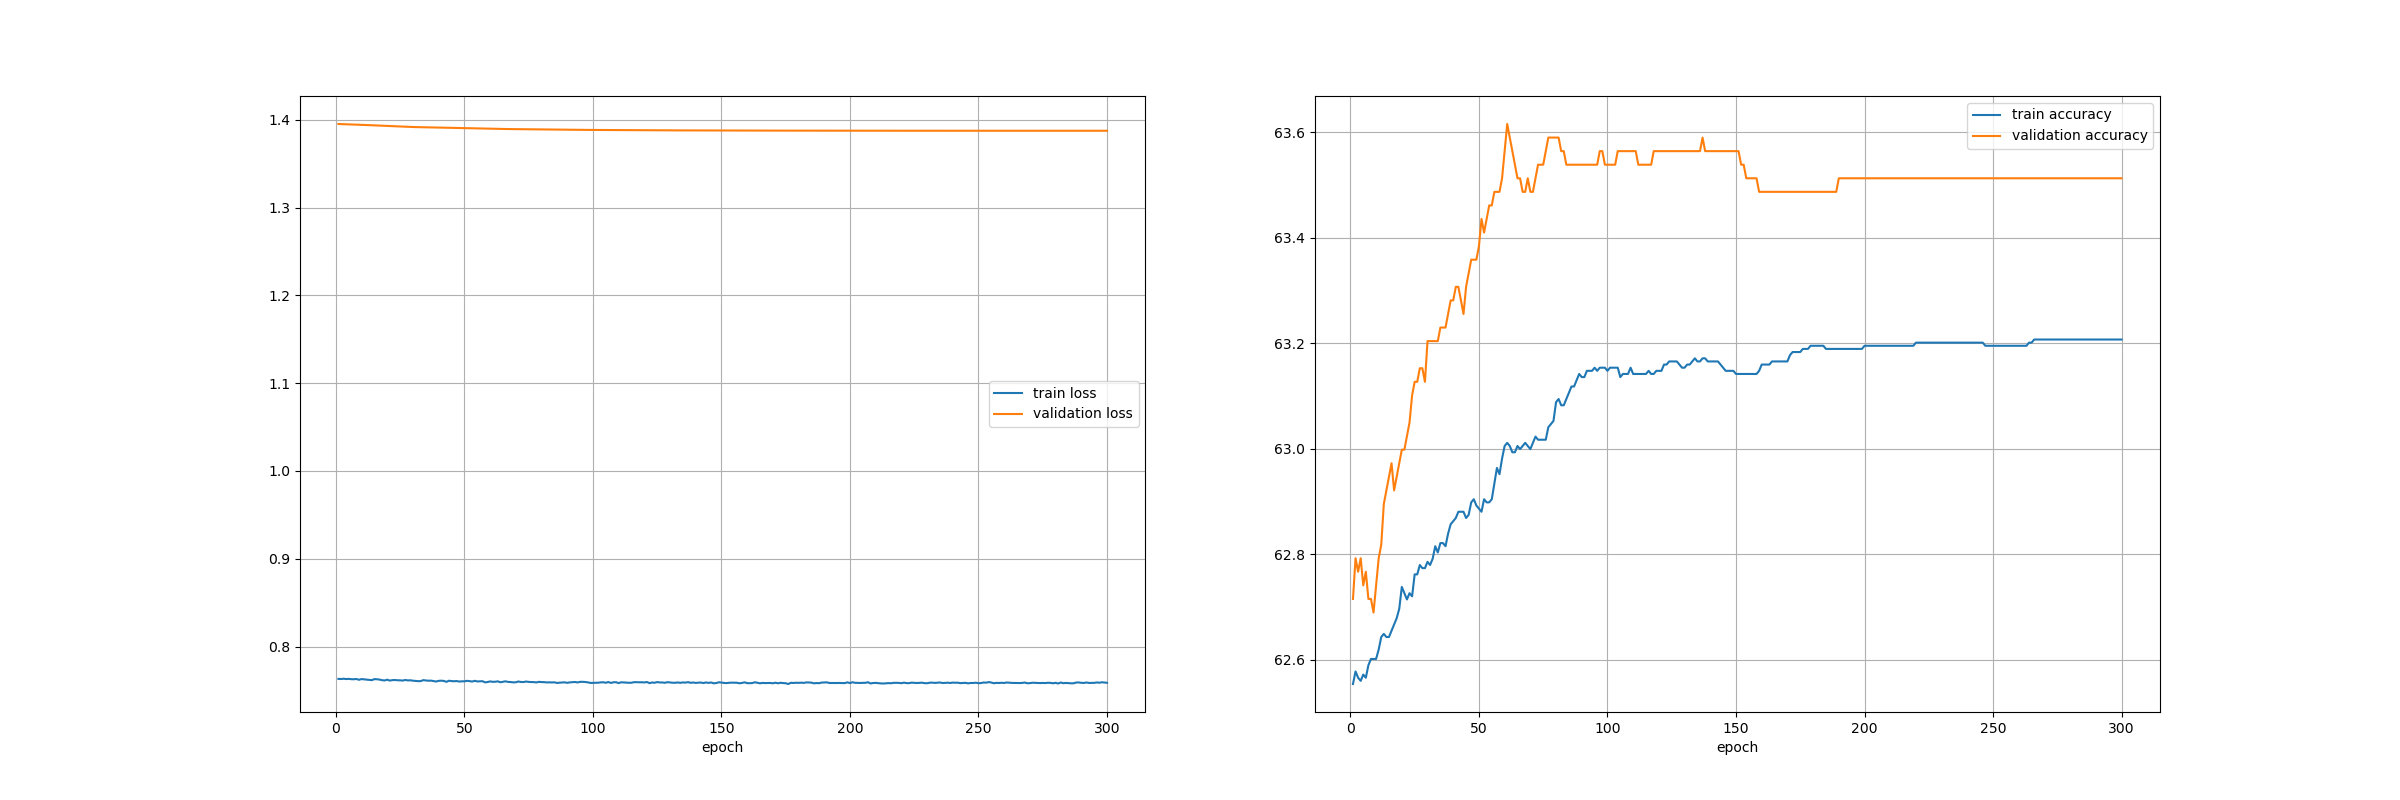 1.4
1.3
1.2
1.1
1.0
0.9
0.8
0 50 100 150 200 250 300
epoch
train loss
validation loss
63.6
63.4
63.2
63.0
62.8
62.6
0 50 100 150 200 250 300
epoch
train accuracy
validation accuracy